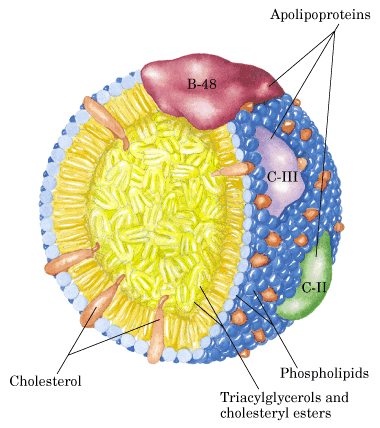 Apolipoproteins
B-48
C-III
C-II
Phospholipids
Cholesterol
Triacylglycerols and
cholesteryl esters